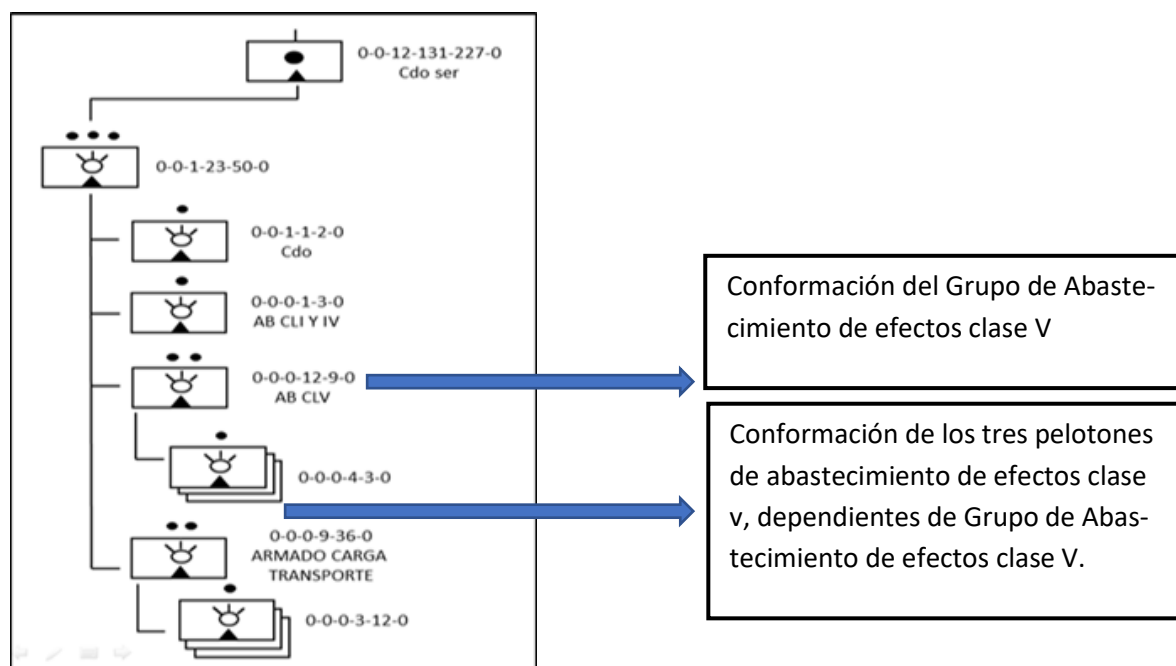 0-0-12-131-227-0
Cdo ser
0-0-1-23-50-0
0-0-1-1-2-0
Cdo
0-0-0-1-3-0
AB CLI Y IV
0-0-0-12-9-0
AB CLV
0-0-0-4-3-0
0-0-0-9-36-0
ARMADO CARGA
TRANSPORTE
0-0-0-3-12-0
Conformación del Grupo de Abaste-
cimiento de efectos clase V
Conformación de los tres pelotones
de abastecimiento de efectos clase
v, dependientes de Grupo de Abas-
tecimiento de efectos clase V.